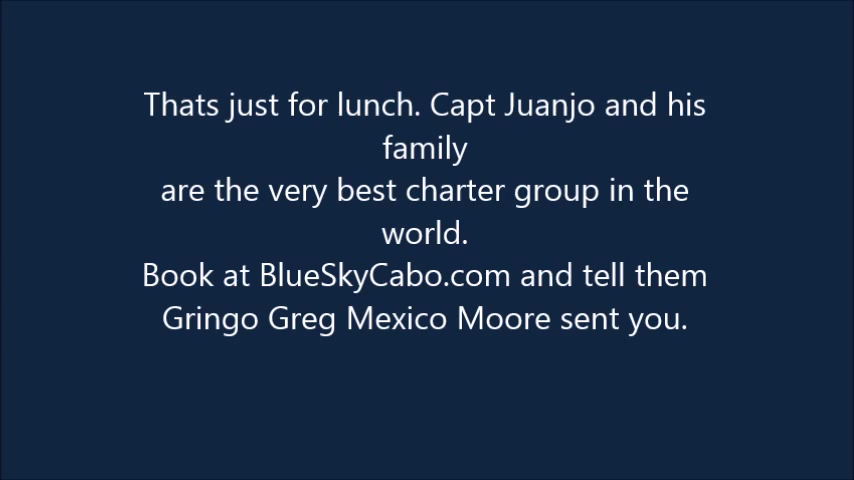 Thats just for lunch. Capt Juanjo and his
family
are the very best charter group in the
world.
Book at BlueSkyCabo.com and tell them
Gringo Greg Mexico Moore sent you.